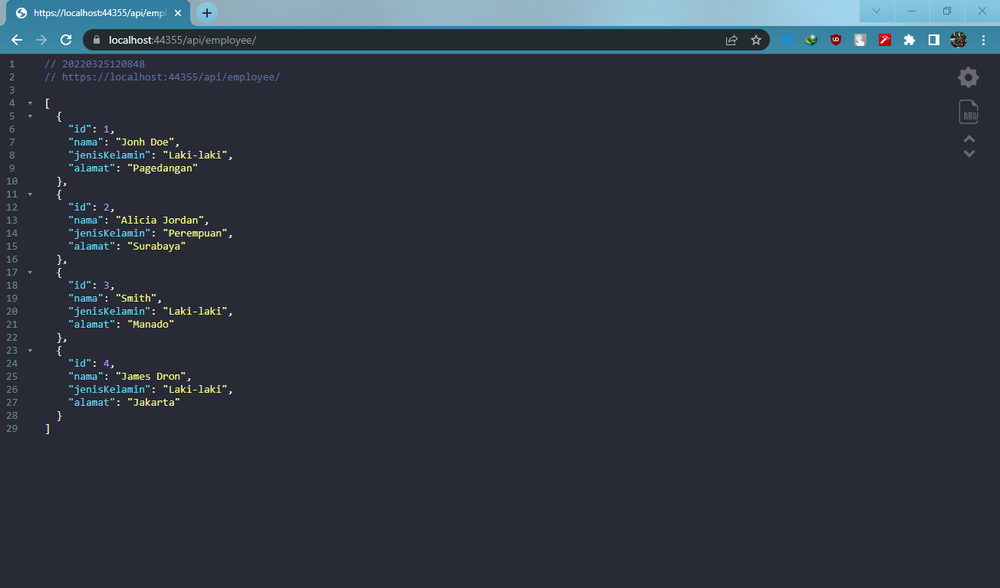 https://localhost:44355/api/empl
localhost:44355/api/employee/
1 // 20220325120848
2 // https://localhost:44355/api/employee/
3
4 [
5 {
6 "id": 1,
7 "nama": "Jonh Doe",
8 "jenisKelamin": "Laki-laki",
9 "alamat": "Pagedangan"
10 },
11 {
12 "id": 2,
13 "nama": "Alicia Jordan",
14 "jenisKelamin": "Perempuan",
15 "alamat": "Surabaya"
16 },
17 {
18 "id": 3,
19 "nama": "Smith",
20 "jenisKelamin": "Laki-laki",
21 "alamat": "Manado"
22 },
23 {
24 "id": 4,
25 "nama": "James Dron",
26 "jenisKelamin": "Laki-laki",
27 "alamat": "Jakarta"
28 }
29 ]
RAW